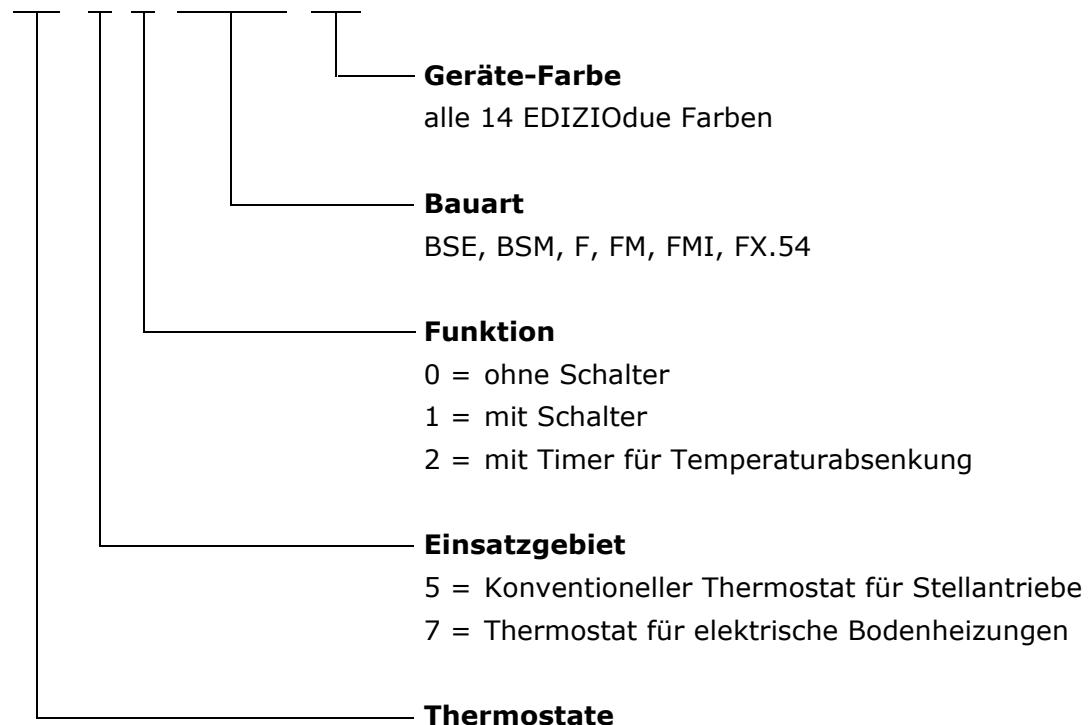 Geräte-Farbe
alle 14 EDIZIOdue Farben
Bauart
BSE, BSM, F, FM, FMI, FX.54
Funktion
0 = ohne Schalter
1 = mit Schalter
2 = mit Timer für Temperaturabsenkung
Einsatzgebiet
5 = Konventioneller Thermostat für Stellantriebe
7 = Thermostat für elektrische Bodenheizungen
Thermostate